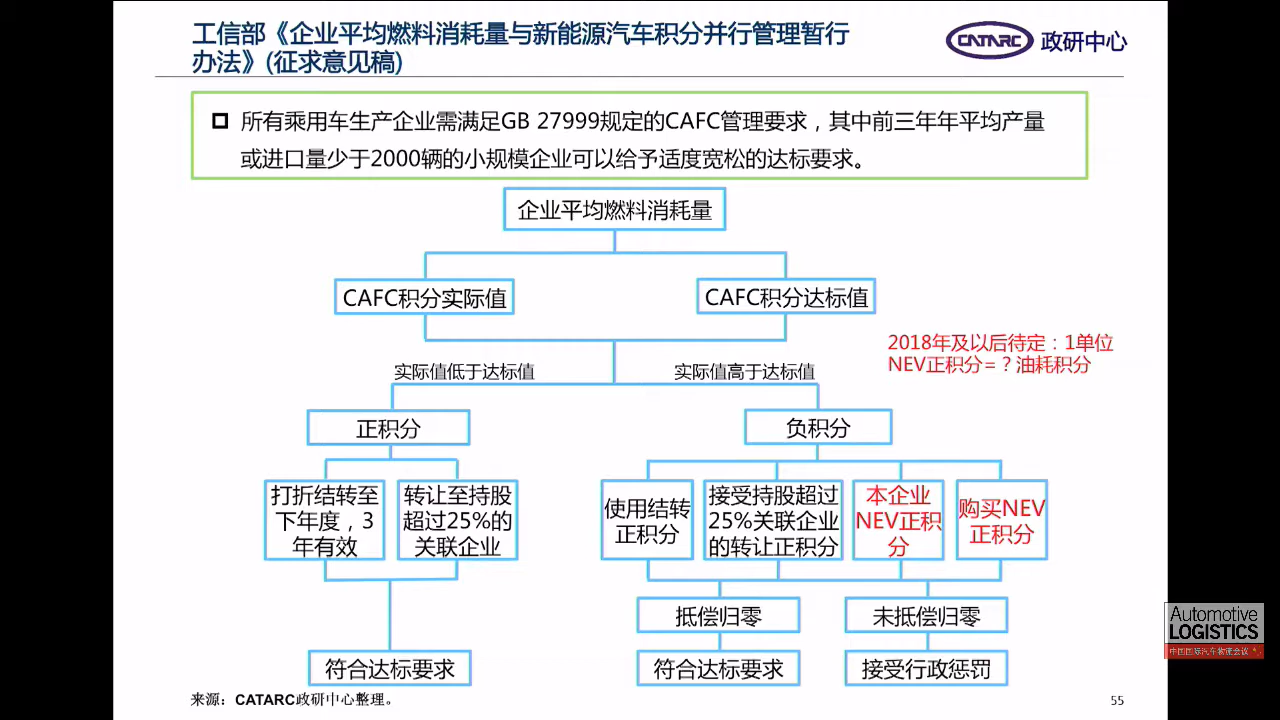 工信部《企业平均燃料消耗量与新能源汽车积分并行管理暂行
办法》(征求意见稿)
CATARC 政研中心
所有乘用车生产企业需满足GB 27999规定的CAFC管理要求，其中前三年年平均产量
或进口量少于2000辆的小规模企业可以给予适度宽松的达标要求。
企业平均燃料消耗量
CAFC积分实际值
CAFC积分达标值
2018年及以后待定：1单位
NEV正积分＝？油耗积分
实际值低于达标值
实际值高于达标值
正积分
负积分
打折结转至
下年度，3
年有效
转让至持股
超过25%的
关联企业
使用结转
正积分
接受持股超过
25%关联企业
的转让正积分
本企业
NEV正积
分
购买NEV
正积分
抵偿归零
未抵偿归零
符合达标要求
符合达标要求
接受行政惩罚
来源：CATARC政研中心整理。
55
Automotive
LOGISTICS
中国国际汽车物流会议